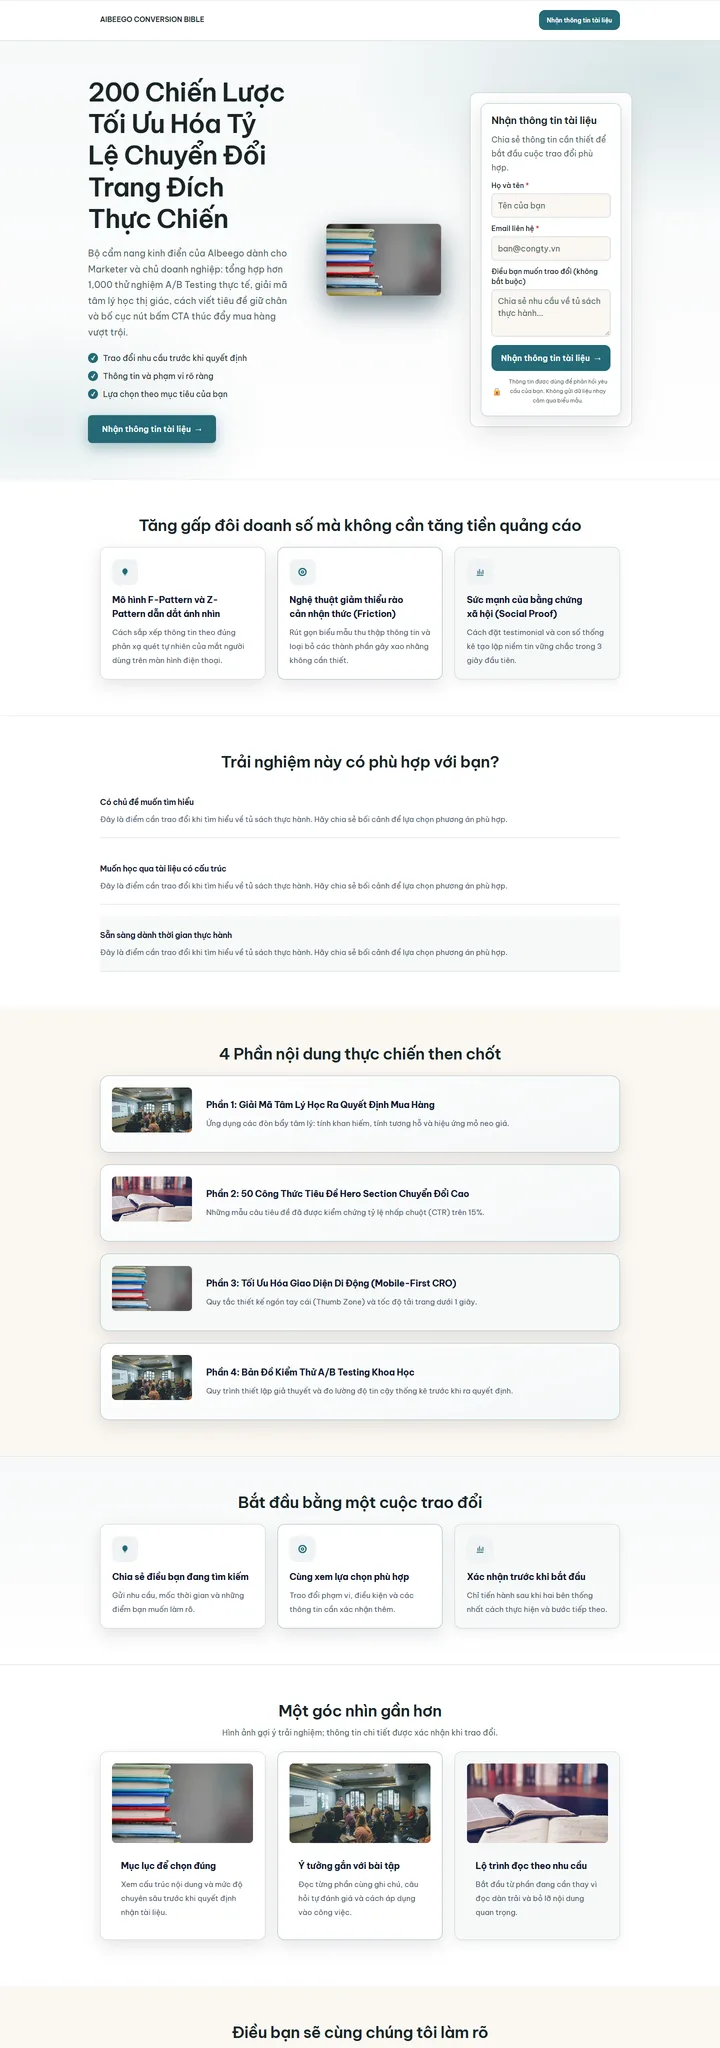 AIBEEGO CONVERSION BIBLE
Nhận thông tin tài liệu
200 Chiến Lược
Tối Ưu Hóa Tỷ
Lệ Chuyển Đổi
Trang Đích
Thực Chiến
Bộ cẩm nang kinh điển của AIbeego dành cho
Marketer và chủ doanh nghiệp: tổng hợp hơn
1,000 thử nghiệm A/B Testing thực tế, giải mã
tâm lý học thị giác, cách viết tiêu đề giữ chân
và bố cục nút bấm CTA thúc đẩy mua hàng
vượt trội.
Trao đổi nhu cầu trước khi quyết định
Thông tin và phạm vi rõ ràng
Lựa chọn theo mục tiêu của bạn
Nhận thông tin tài liệu →
Nhận thông tin tài liệu
Chia sẻ thông tin cần thiết để
bắt đầu cuộc trao đổi phù
hợp.
Họ và tên *
Tên của bạn
Email liên hệ *
ban@congty.vn
Điều bạn muốn trao đổi (không
bắt buộc)
Chia sẻ nhu cầu về tủ sách
thực hành...
Nhận thông tin tài liệu →
Thông tin được dùng để phản hồi yêu
cầu của bạn. Không gửi dữ liệu nhạy
cảm qua biểu mẫu.
Tăng gấp đôi doanh số mà không cần tăng tiền quảng cáo
Mô hình F-Pattern và Z-
Pattern dẫn dắt ánh nhìn
Cách sắp xếp thông tin theo đúng
phản xạ quét tự nhiên của mắt người
dùng trên màn hình điện thoại.
Nghệ thuật giảm thiểu rào
cản nhận thức (Friction)
Rút gọn biểu mẫu thu thập thông tin và
loại bỏ các thành phần gây xao nhãng
không cần thiết.
Sức mạnh của bằng chứng
xã hội (Social Proof)
Cách đặt testimonial và con số thống
kê tạo lập niềm tin vững chắc trong 3
giây đầu tiên.
Trải nghiệm này có phù hợp với bạn?
Có chủ đề muốn tìm hiểu
Đây là điểm cần trao đổi khi tìm hiểu về tủ sách thực hành. Hãy chia sẻ bối cảnh để lựa chọn phương án phù hợp.
Muốn học qua tài liệu có cấu trúc
Đây là điểm cần trao đổi khi tìm hiểu về tủ sách thực hành. Hãy chia sẻ bối cảnh để lựa chọn phương án phù hợp.
Sẵn sàng dành thời gian thực hành
Đây là điểm cần trao đổi khi tìm hiểu về tủ sách thực hành. Hãy chia sẻ bối cảnh để lựa chọn phương án phù hợp.
4 Phần nội dung thực chiến then chốt
Phần 1: Giải Mã Tâm Lý Học Ra Quyết Định Mua Hàng
Ứng dụng các đòn bẩy tâm lý: tính khan hiếm, tính tương hỗ và hiệu ứng mỏ neo giá.
Phần 2: 50 Công Thức Tiêu Đề Hero Section Chuyển Đổi Cao
Những mẫu câu tiêu đề đã được kiểm chứng tỷ lệ nhấp chuột (CTR) trên 15%.
Phần 3: Tối Ưu Hóa Giao Diện Di Động (Mobile-First CRO)
Quy tắc thiết kế ngón tay cái (Thumb Zone) và tốc độ tải trang dưới 1 giây.
Phần 4: Bản Đồ Kiểm Thử A/B Testing Khoa Học
Quy trình thiết lập giả thuyết và đo lường độ tin cậy thống kê trước khi ra quyết định.
Bắt đầu bằng một cuộc trao đổi
Chia sẻ điều bạn đang tìm kiếm
Gửi nhu cầu, mốc thời gian và những
điểm bạn muốn làm rõ.
Cùng xem lựa chọn phù hợp
Trao đổi phạm vi, điều kiện và các
thông tin cần xác nhận thêm.
Xác nhận trước khi bắt đầu
Chỉ tiến hành sau khi hai bên thống
nhất cách thực hiện và bước tiếp theo.
Một góc nhìn gần hơn
Hình ảnh gợi ý trải nghiệm; thông tin chi tiết được xác nhận khi trao đổi.
Mục lục để chọn đúng
Xem cấu trúc nội dung và mức độ
chuyên sâu trước khi quyết định
nhận tài liệu.
Ý tưởng gắn với bài tập
Đọc từng phần cùng ghi chú, câu
hỏi tự đánh giá và cách áp dụng
vào công việc.
Lộ trình đọc theo nhu cầu
Bắt đầu từ phần đang cần thay vì
đọc dàn trải và bỏ lỡ nội dung
quan trọng.
Điều bạn sẽ cùng chúng tôi làm rõ